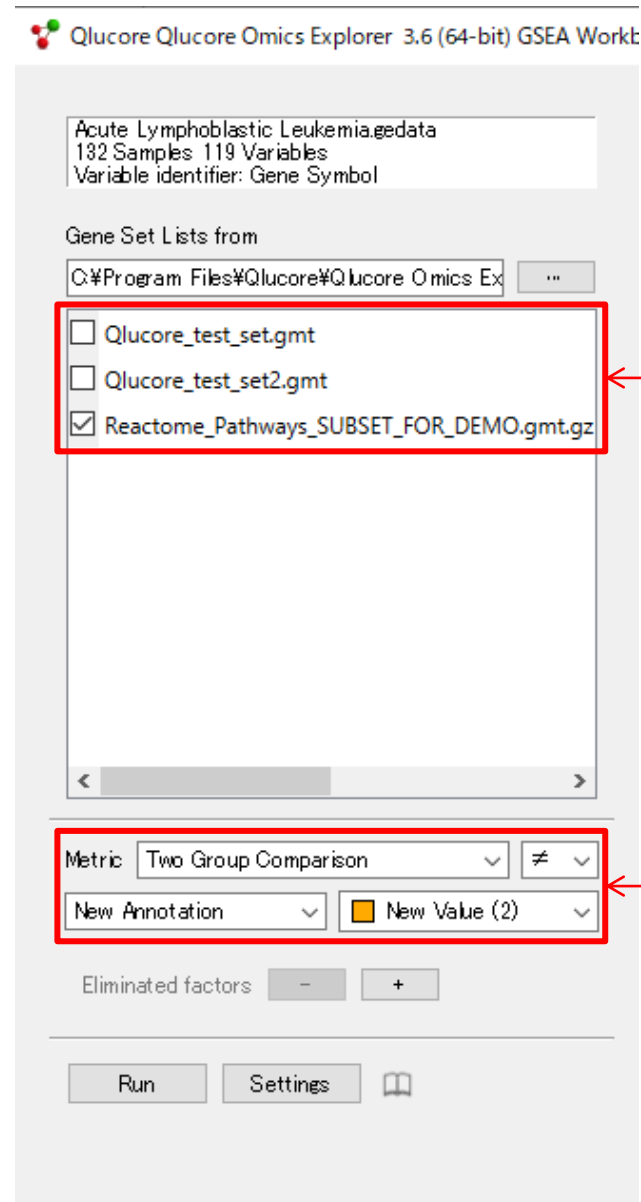 Qlucore Qlucore Omics Explorer 3.6 (64-bit) GSEA Workb
Acute Lymphoblastic Leukemia.gedata
132 Samples 119 Variables
Variable identifier: Gene Symbol
Gene Set Lists from
C:¥Program Files¥Qlucore¥Qlucore Omics Ex ...
Qlucore_test_set.gmt
Qlucore_test_set2.gmt
Reactome_Pathways_SUBSET_FOR_DEMO.gmt.gz
Metric Two Group Comparison ≠
New Annotation New Value (2)
Eliminated factors - +
Run Settings